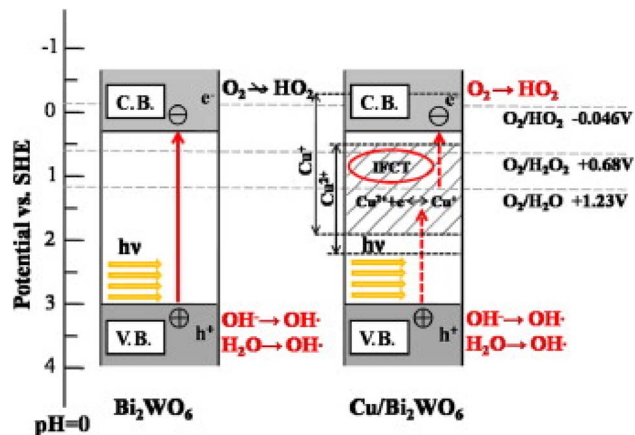 Potential vs. SHE
-1
0
1
2
3
4
pH=0
C.B.
e⁻
⊖
hν
⊕
V.B.
h⁺
Bi₂WO₆
O₂ ↛ HO₂
OH⁻→ OH·
H₂O→ OH·
C.B.
e⁻
⊖
Cu⁺
Cu²⁺
IFCT
Cu²⁺+e⟷Cu⁺
hν
⊕
V.B.
h⁺
Cu/Bi₂WO₆
O₂ → HO₂
O₂/HO₂ -0.046V
O₂/H₂O₂ +0.68V
O₂/H₂O +1.23V
OH⁻→ OH·
H₂O→ OH·